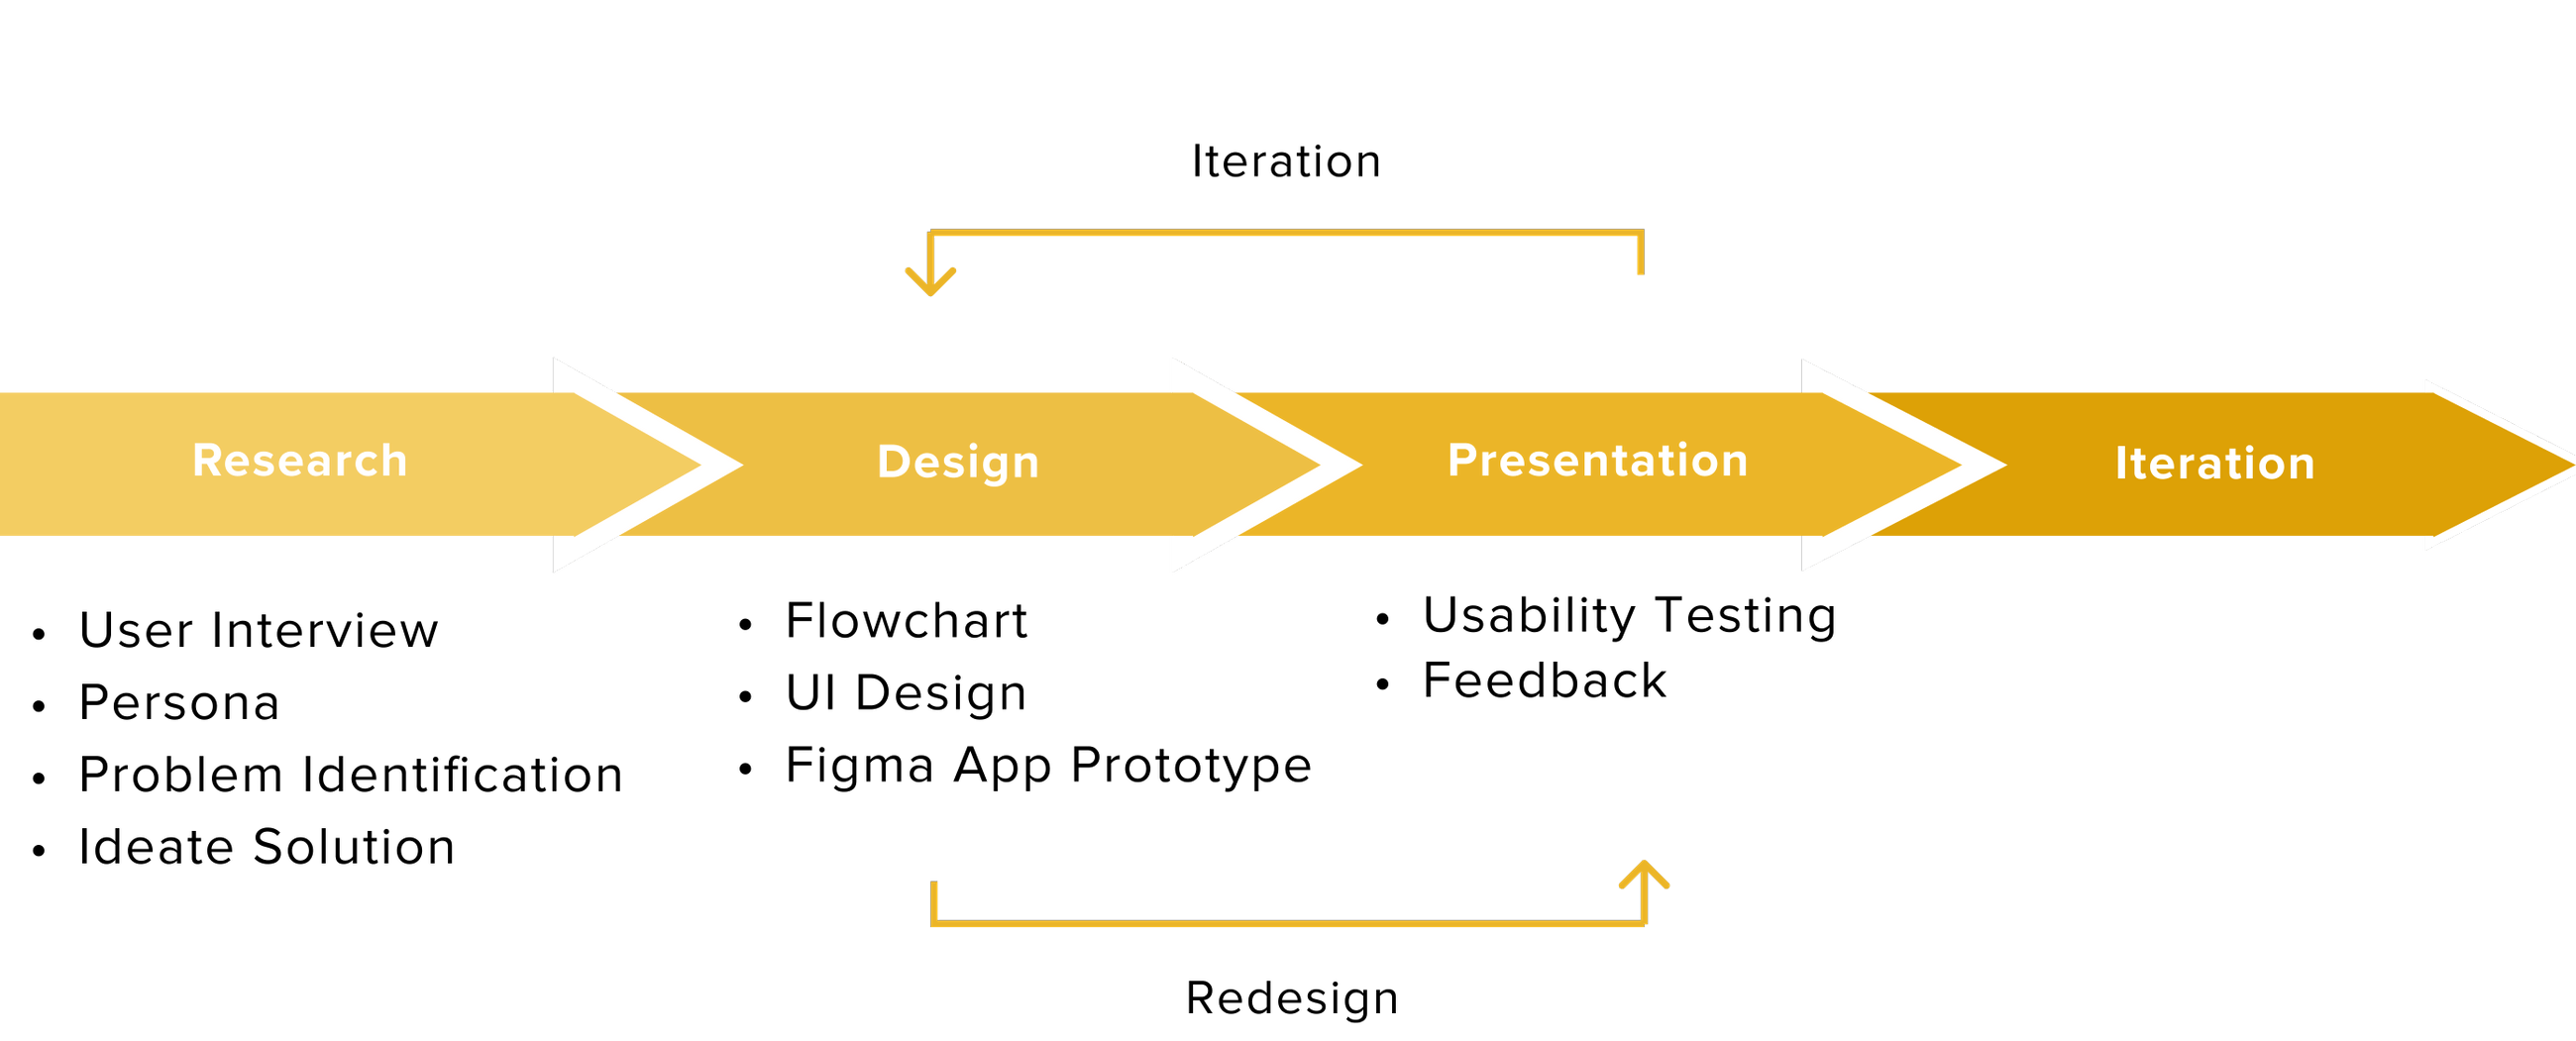 Iteration
Research
Design
Presentation
Iteration
• User Interview
• Persona
• Problem Identification
• Ideate Solution
• Flowchart
• UI Design
• Figma App Prototype
• Usability Testing
• Feedback
Redesign